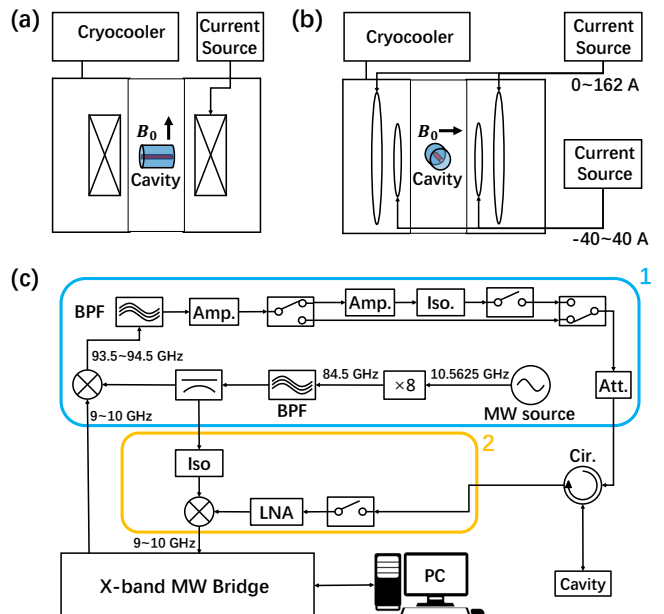 (a)
Cryocooler
Current
Source
B0
Cavity
(b)
Cryocooler
Current
Source
0~162 A
B0
Cavity
Current
Source
-40~40 A
(c)
1
BPF
Amp.
Amp.
Iso.
93.5~94.5 GHz
84.5 GHz
10.5625 GHz
×8
Att.
BPF
MW source
9~10 GHz
2
Iso
Cir.
LNA
9~10 GHz
X-band MW Bridge
PC
Cavity